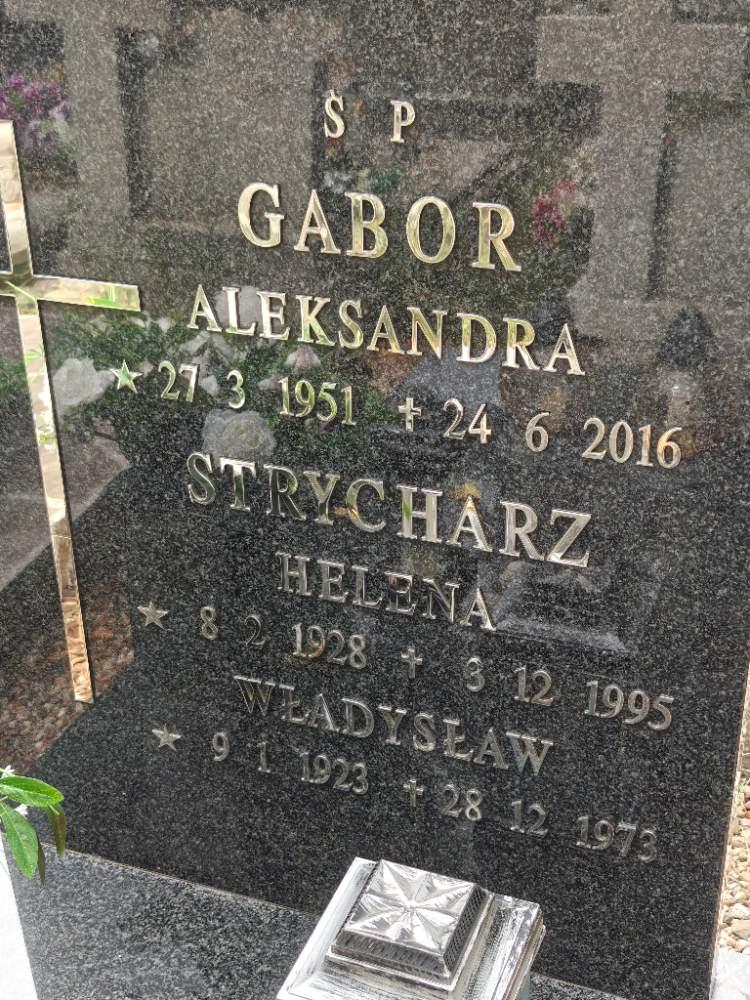 Ś P
GABOR
ALEKSANDRA
★ 27 3 1951 ✝ 24 6 2016
STRYCHARZ
HELENA
★ 8 2 1928 ✝ 3 12 1995
WŁADYSŁAW
★ 9 1 1923 ✝ 28 12 1973